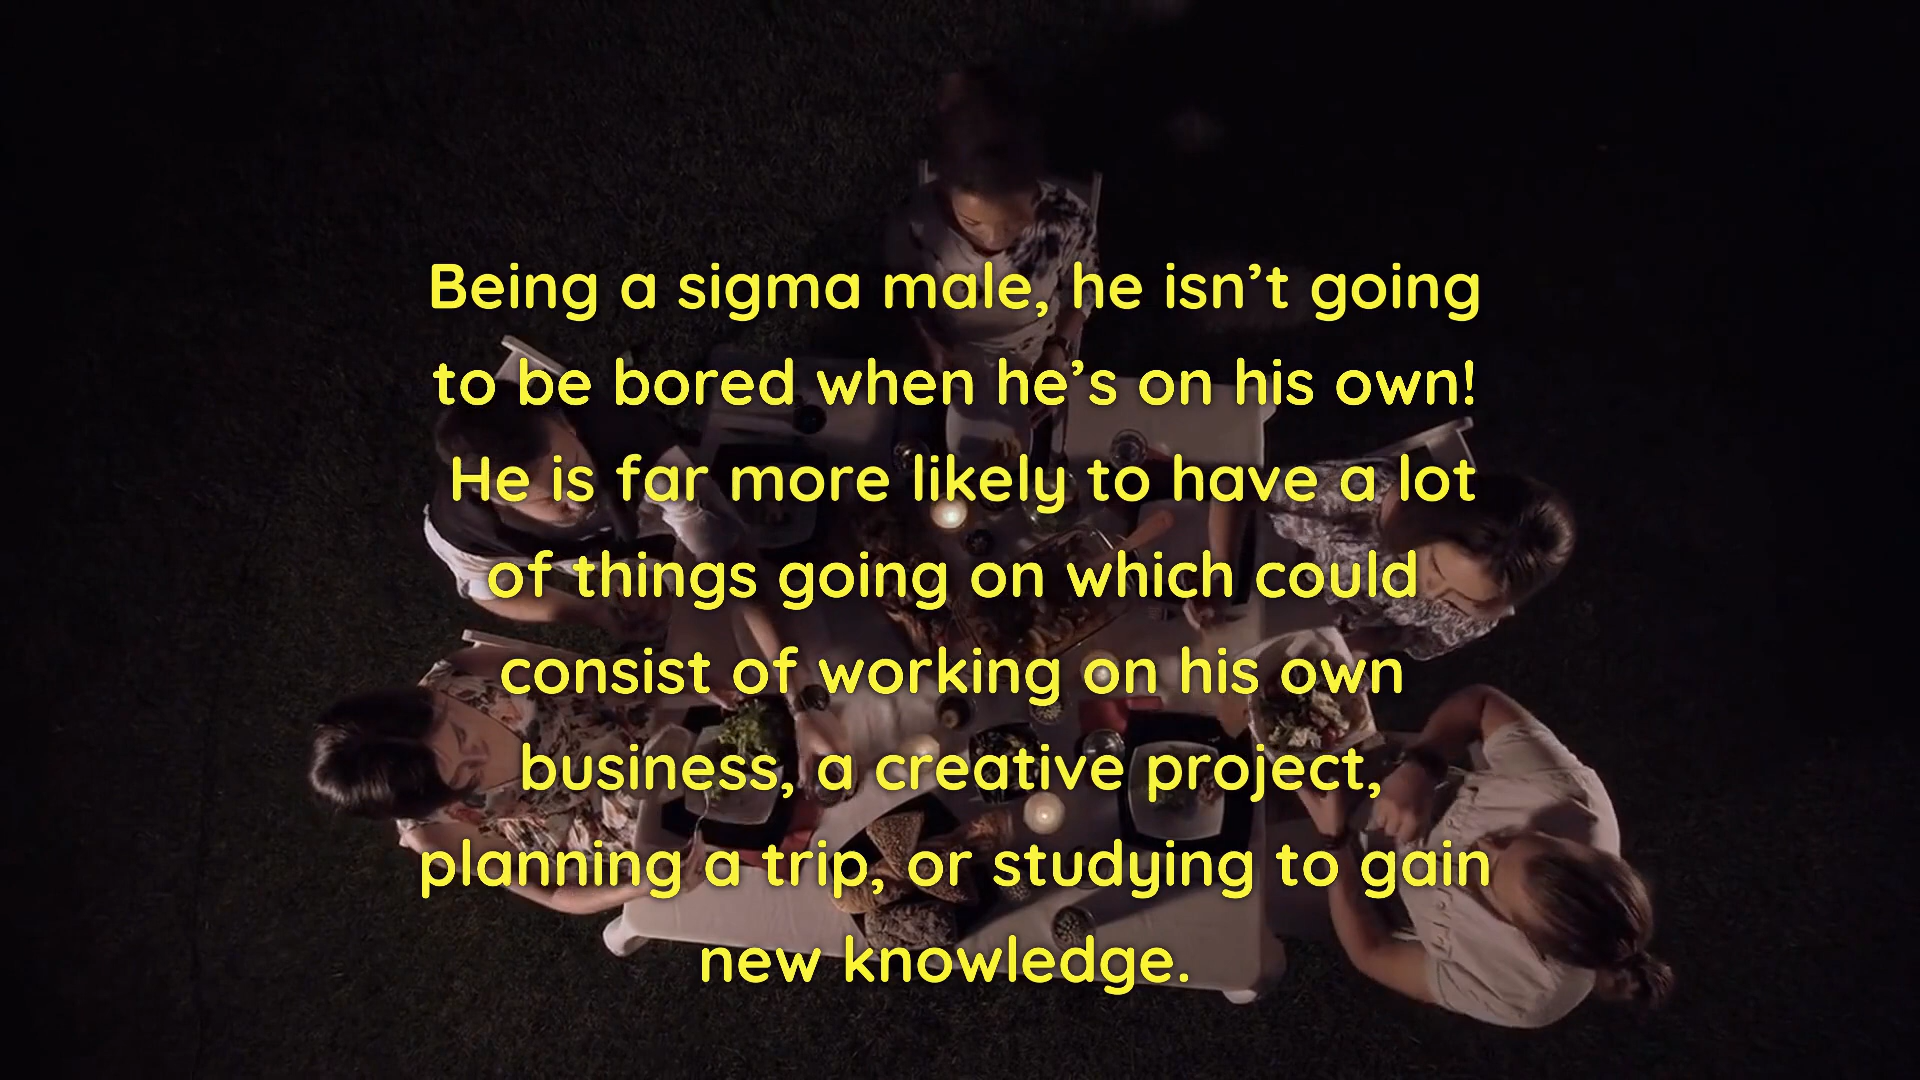 Being a sigma male, he isn’t going
to be bored when he’s on his own!
He is far more likely to have a lot
of things going on which could
consist of working on his own
business, a creative project,
planning a trip, or studying to gain
new knowledge.